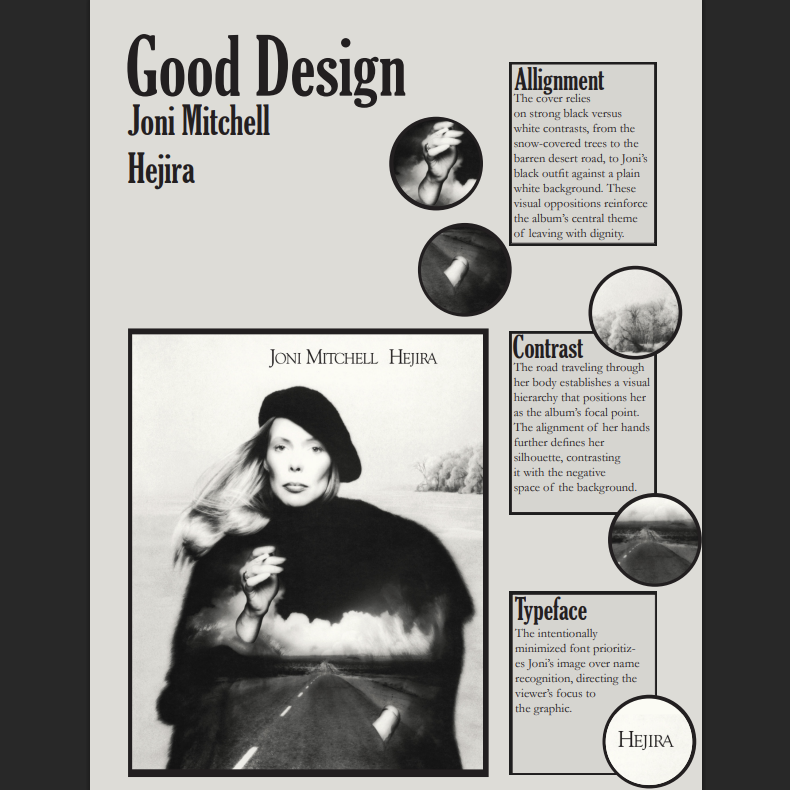 Good Design
Joni Mitchell
Hejira
Allignment
The cover relies
on strong black versus
white contrasts, from the
snow-covered trees to the
barren desert road, to Joni’s
black outfit against a plain
white background. These
visual oppositions reinforce
the album’s central theme
of leaving with dignity.
JONI MITCHELL HEJIRA
Contrast
The road traveling through
her body establishes a visual
hierarchy that positions her
as the album’s focal point.
The alignment of her hands
further defines her
silhouette, contrasting
it with the negative
space of the background.
Typeface
The intentionally
minimized font prioritiz-
es Joni’s image over name
recognition, directing the
viewer’s focus to
the graphic.
HEJIRA